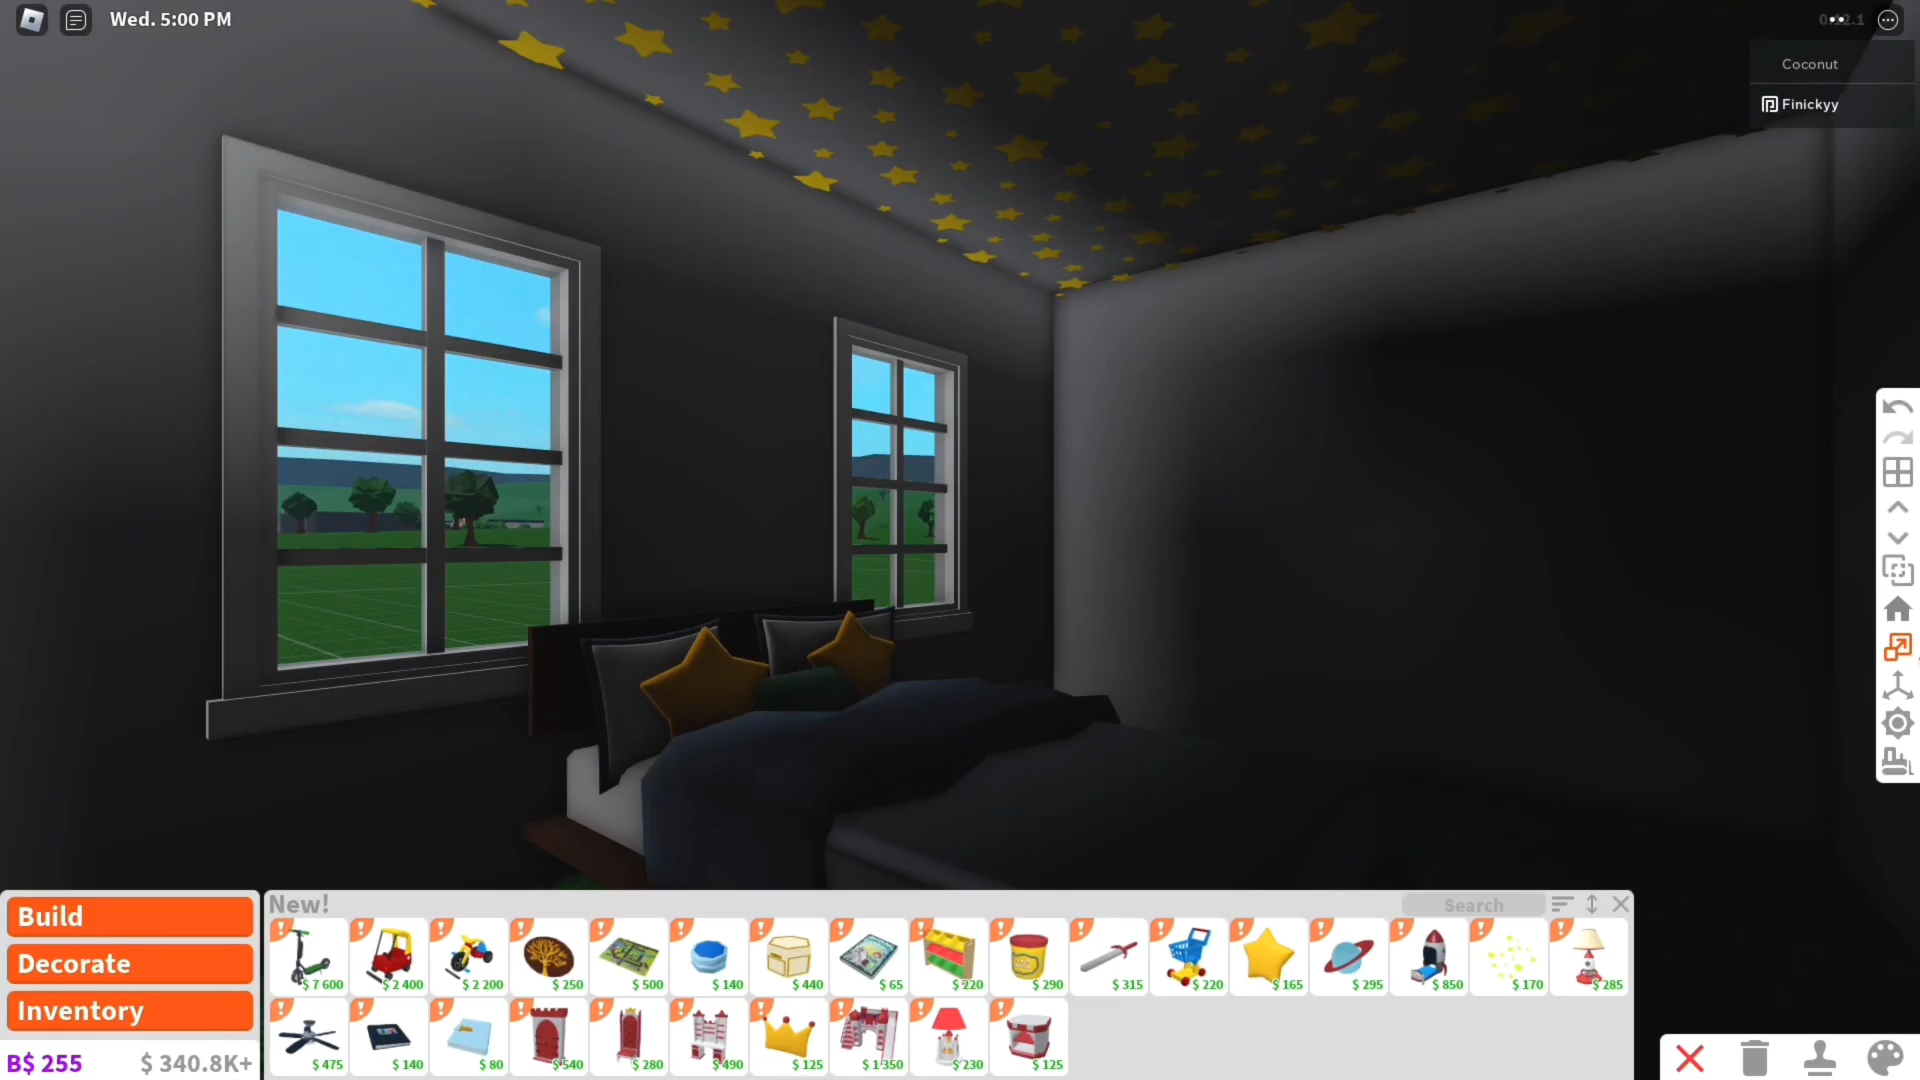 Wed. 5:00 PM
Coconut
Finickyy
Build
Decorate
Inventory
B$ 255
$ 340.8K+
New!
Search
$ 7 600
$ 2 400
$ 2 200
$ 250
$ 500
$ 140
$ 440
$ 65
$ 220
$ 290
$ 315
$ 220
$ 165
$ 295
$ 850
$ 170
$ 285
$ 475
$ 140
$ 80
$ 540
$ 280
$ 490
$ 125
$ 1 350
$ 230
$ 125
L